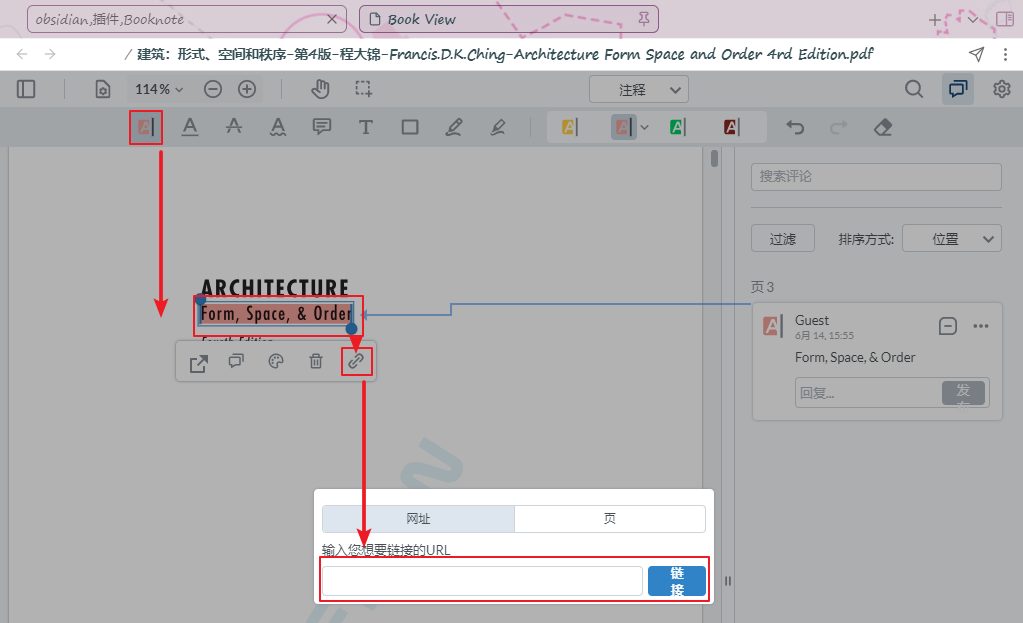 obsidian,插件,Booknote
Book View
/ 建筑：形式、空间和秩序-第4版-程大锦-Francis.D.K.Ching-Architecture Form Space and Order 4rd Edition.pdf
114%
注释
搜索评论
过滤
排序方式:
位置
页 3
ARCHITECTURE
Form, Space, & Order
Fourth Edition
Guest
6月 14, 15:55
Form, Space, & Order
回复...
发布
网址
页
输入您想要链接的URL
链接